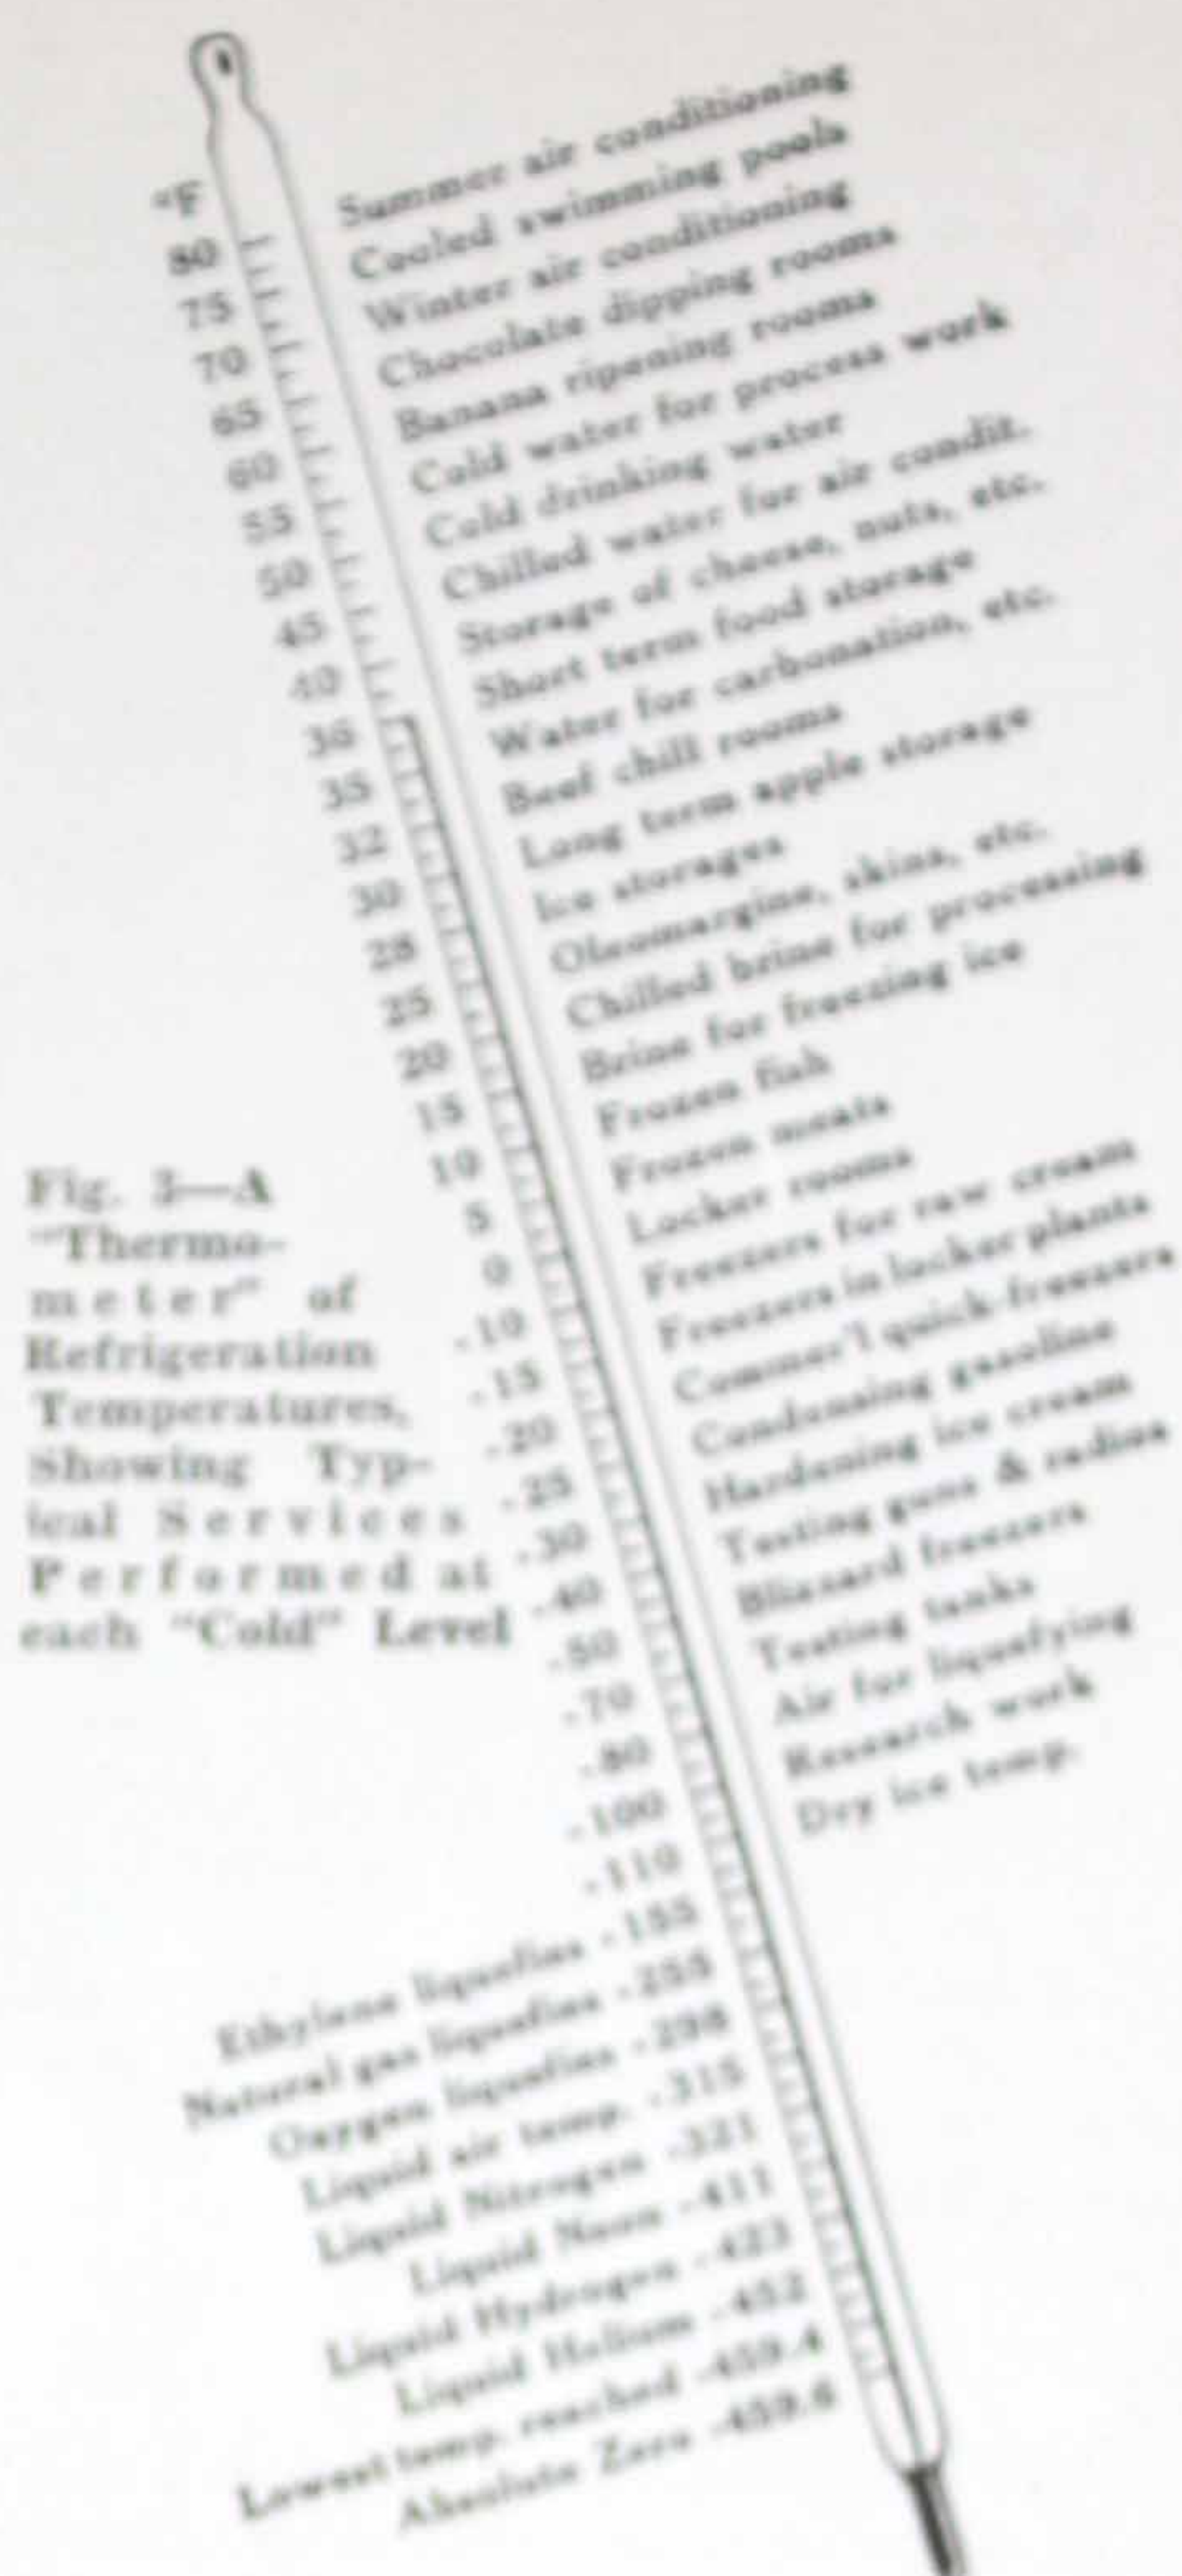 °F
80 Summer air conditioning
75 Cooled swimming pools
70 Winter air conditioning
65 Chocolate dipping rooms
60 Banana ripening rooms
55 Cold water for process work
50 Cold drinking water
45 Chilled water for air condit.
40 Storage of cheese, nuts, etc.
36 Short term food storage
35 Water for carbonation, etc.
32 Beef chill rooms
30 Long term apple storage
28 Ice storages
25 Oleomargine, skins, etc.
20 Chilled brine for processing
15 Brine for freezing ice
10 Frozen fish
5 Frozen meats
0 Locker rooms
-10 Freezers for raw cream
-15 Freezers in locker plants
-20 Commer'l quick-freezers
-25 Condensing gasoline
-30 Hardening ice cream
-40 Testing guns & radios
-50 Blizzard freezers
-70 Testing tanks
-80 Air for liquefying
-100 Research work
-110 Dry ice temp.
Ethylene liquefies -155
Natural gas liquefies -255
Oxygen liquefies -298
Liquid air temp. -315
Liquid Nitrogen -321
Liquid Neon -411
Liquid Hydrogen -423
Liquid Helium -452
Lowest temp. reached -459.4
Absolute Zero -459.6
Fig. 3—A
"Thermo-
meter" of
Refrigeration
Temperatures,
Showing Typ-
ical Services
Performed at
each "Cold" Level